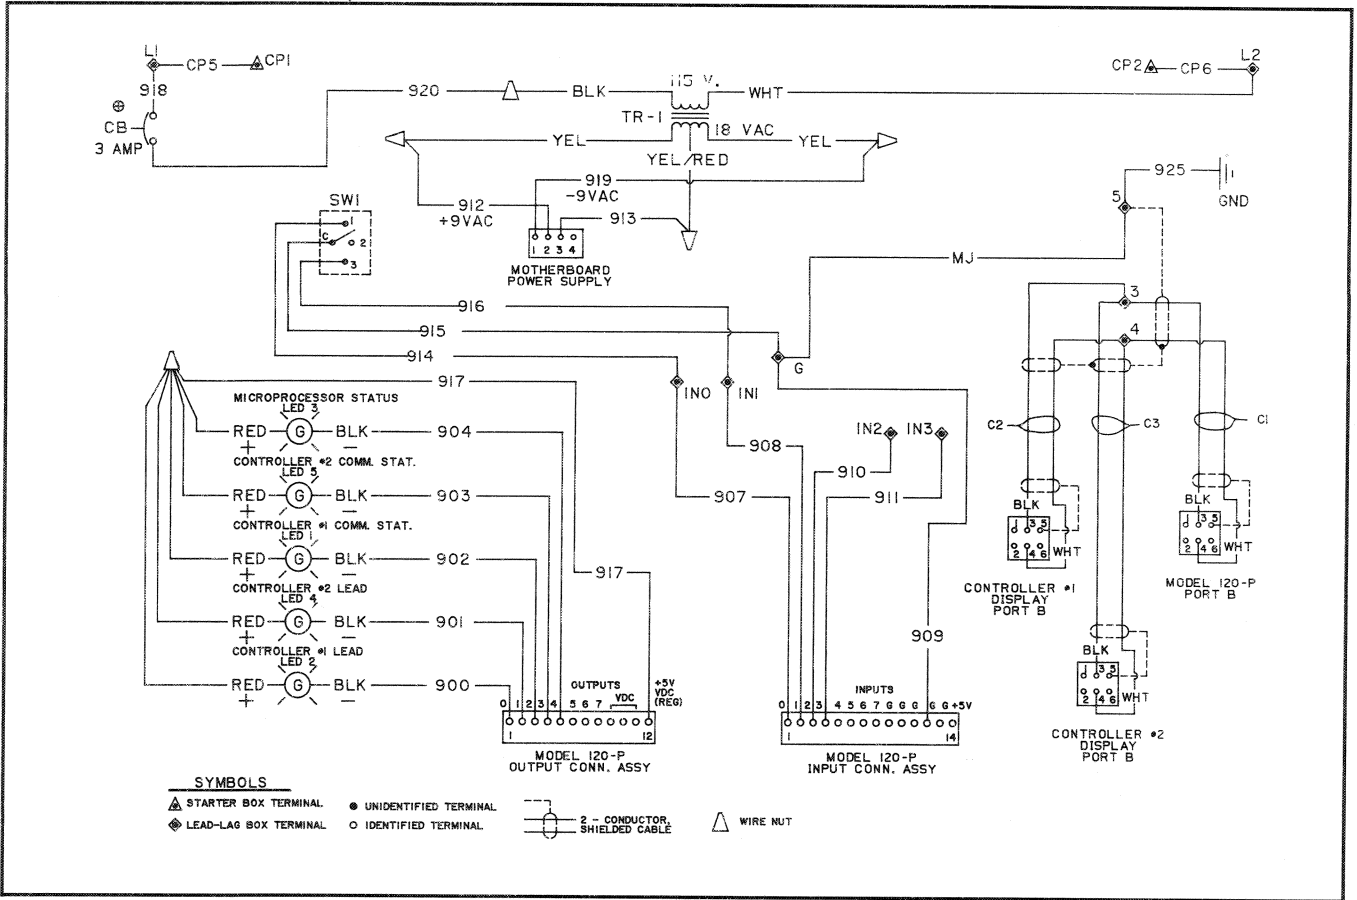 L1
CP5 CP1
CP2 CP6 L2
918
⊕
CB
3 AMP
920 BLK 115 V. WHT
TR-1
18 VAC
YEL YEL
YEL/RED
919
-9VAC
912
+9VAC
913
1 2 3 4
MOTHERBOARD
POWER SUPPLY
SW1
1
C 2
3
925
GND
5
MJ
3
4
916
915
914
G
917
IN0 IN1
IN2 IN3
908
910
907
911
909
MICROPROCESSOR STATUS
LED 3
RED G BLK 904
+ -
CONTROLLER #2 COMM. STAT.
LED 5
RED G BLK 903
+ -
CONTROLLER #1 COMM. STAT.
LED 1
RED G BLK 902
+ -
CONTROLLER #2 LEAD
LED 4
RED G BLK 901
+ -
CONTROLLER #1 LEAD
LED 2
RED G BLK 900
+ -
917
OUTPUTS
VDC
+5V
VDC
(REG)
0 1 2 3 4 5 6 7
1 12
MODEL 120-P
OUTPUT CONN. ASSY
INPUTS
0 1 2 3 4 5 6 7 G G G G G +5V
1 14
MODEL 120-P
INPUT CONN. ASSY
C2 C3 C1
BLK
1 3 5
2 4 6
WHT
CONTROLLER #1
DISPLAY
PORT B
BLK
1 3 5
2 4 6
WHT
MODEL 120-P
PORT B
BLK
1 3 5
2 4 6
WHT
CONTROLLER #2
DISPLAY
PORT B
SYMBOLS
STARTER BOX TERMINAL
LEAD-LAG BOX TERMINAL
UNIDENTIFIED TERMINAL
IDENTIFIED TERMINAL
2 - CONDUCTOR,
SHIELDED CABLE
WIRE NUT